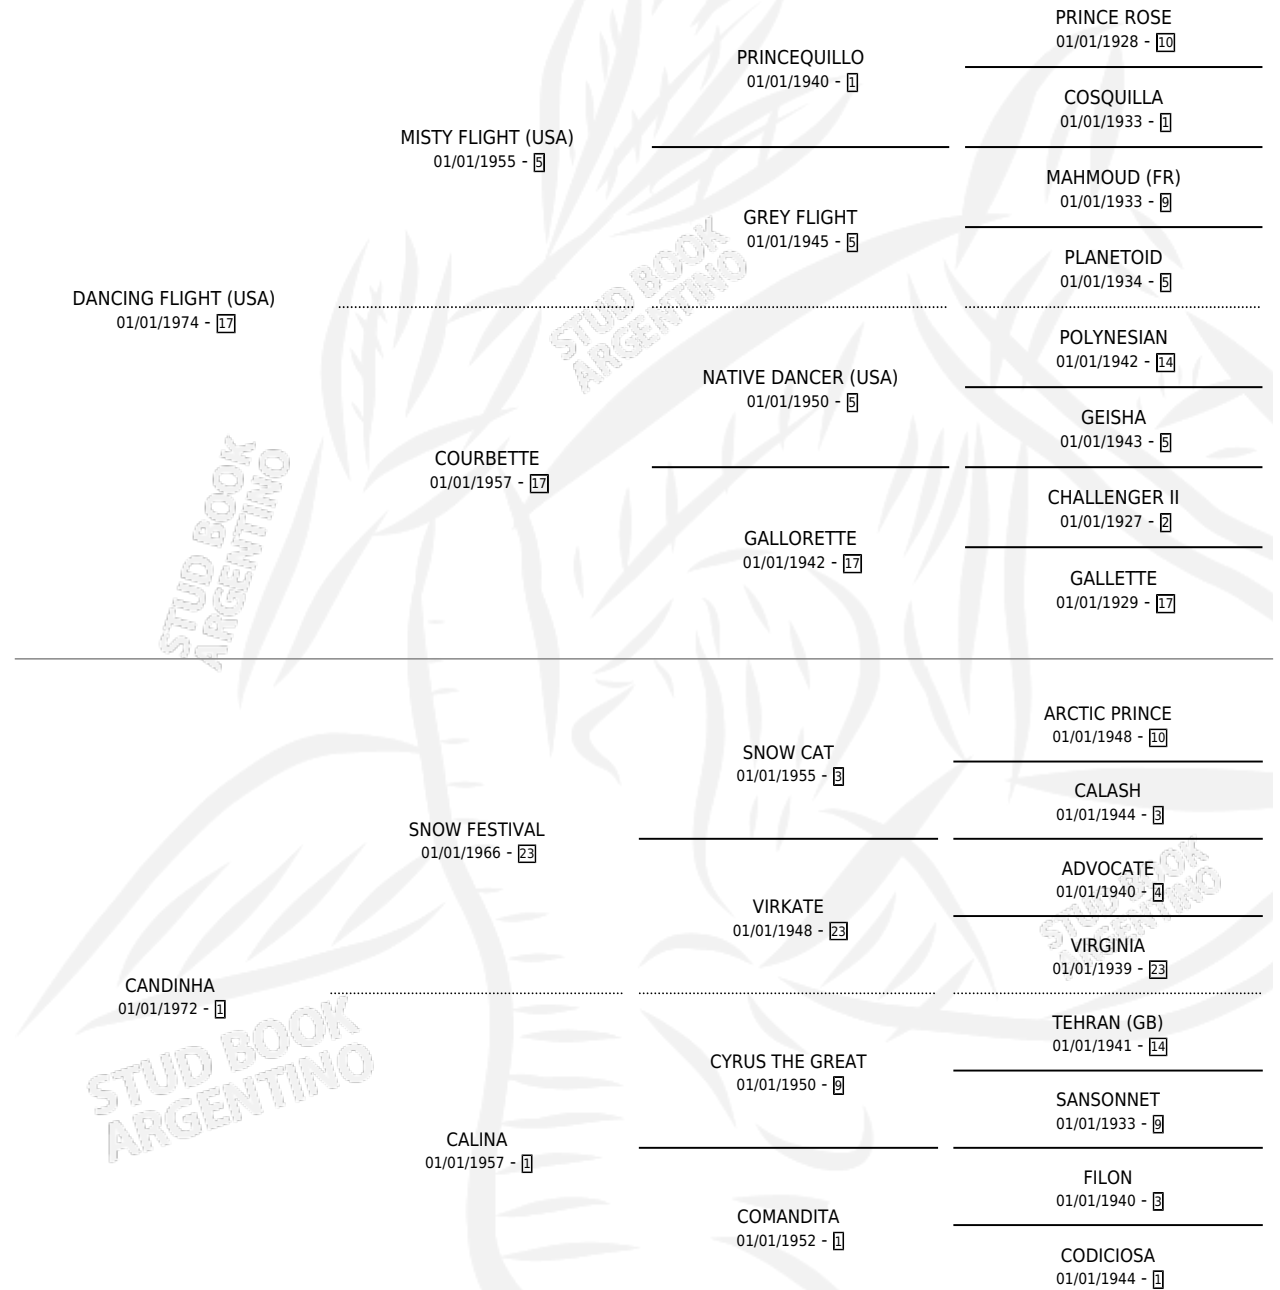 PRINCE ROSE
01/01/1928 - 10
PRINCEQUILLO
01/01/1940 - 1
COSQUILLA
01/01/1933 - 1
MISTY FLIGHT (USA)
01/01/1955 - 5
MAHMOUD (FR)
01/01/1933 - 9
GREY FLIGHT
01/01/1945 - 5
PLANETOID
01/01/1934 - 5
DANCING FLIGHT (USA)
01/01/1974 - 17
STUD BOOK
ARGENTINO
POLYNESIAN
01/01/1942 - 14
NATIVE DANCER (USA)
01/01/1950 - 5
GEISHA
01/01/1943 - 5
COURBETTE
01/01/1957 - 17
CHALLENGER II
01/01/1927 - 2
GALLORETTE
01/01/1942 - 17
GALLETTE
01/01/1929 - 17
STUD BOOK
ARGENTINO
ARCTIC PRINCE
01/01/1948 - 10
SNOW CAT
01/01/1955 - 3
CALASH
01/01/1944 - 3
SNOW FESTIVAL
01/01/1966 - 23
ADVOCATE
01/01/1940 - 4
VIRKATE
01/01/1948 - 23
VIRGINIA
01/01/1939 - 23
STUD BOOK
ARGENTINO
CANDINHA
01/01/1972 - 1
TEHRAN (GB)
01/01/1941 - 14
CYRUS THE GREAT
01/01/1950 - 9
SANSONNET
01/01/1933 - 9
STUD BOOK
ARGENTINO
CALINA
01/01/1957 - 1
FILON
01/01/1940 - 3
COMANDITA
01/01/1952 - 1
CODICIOSA
01/01/1944 - 1